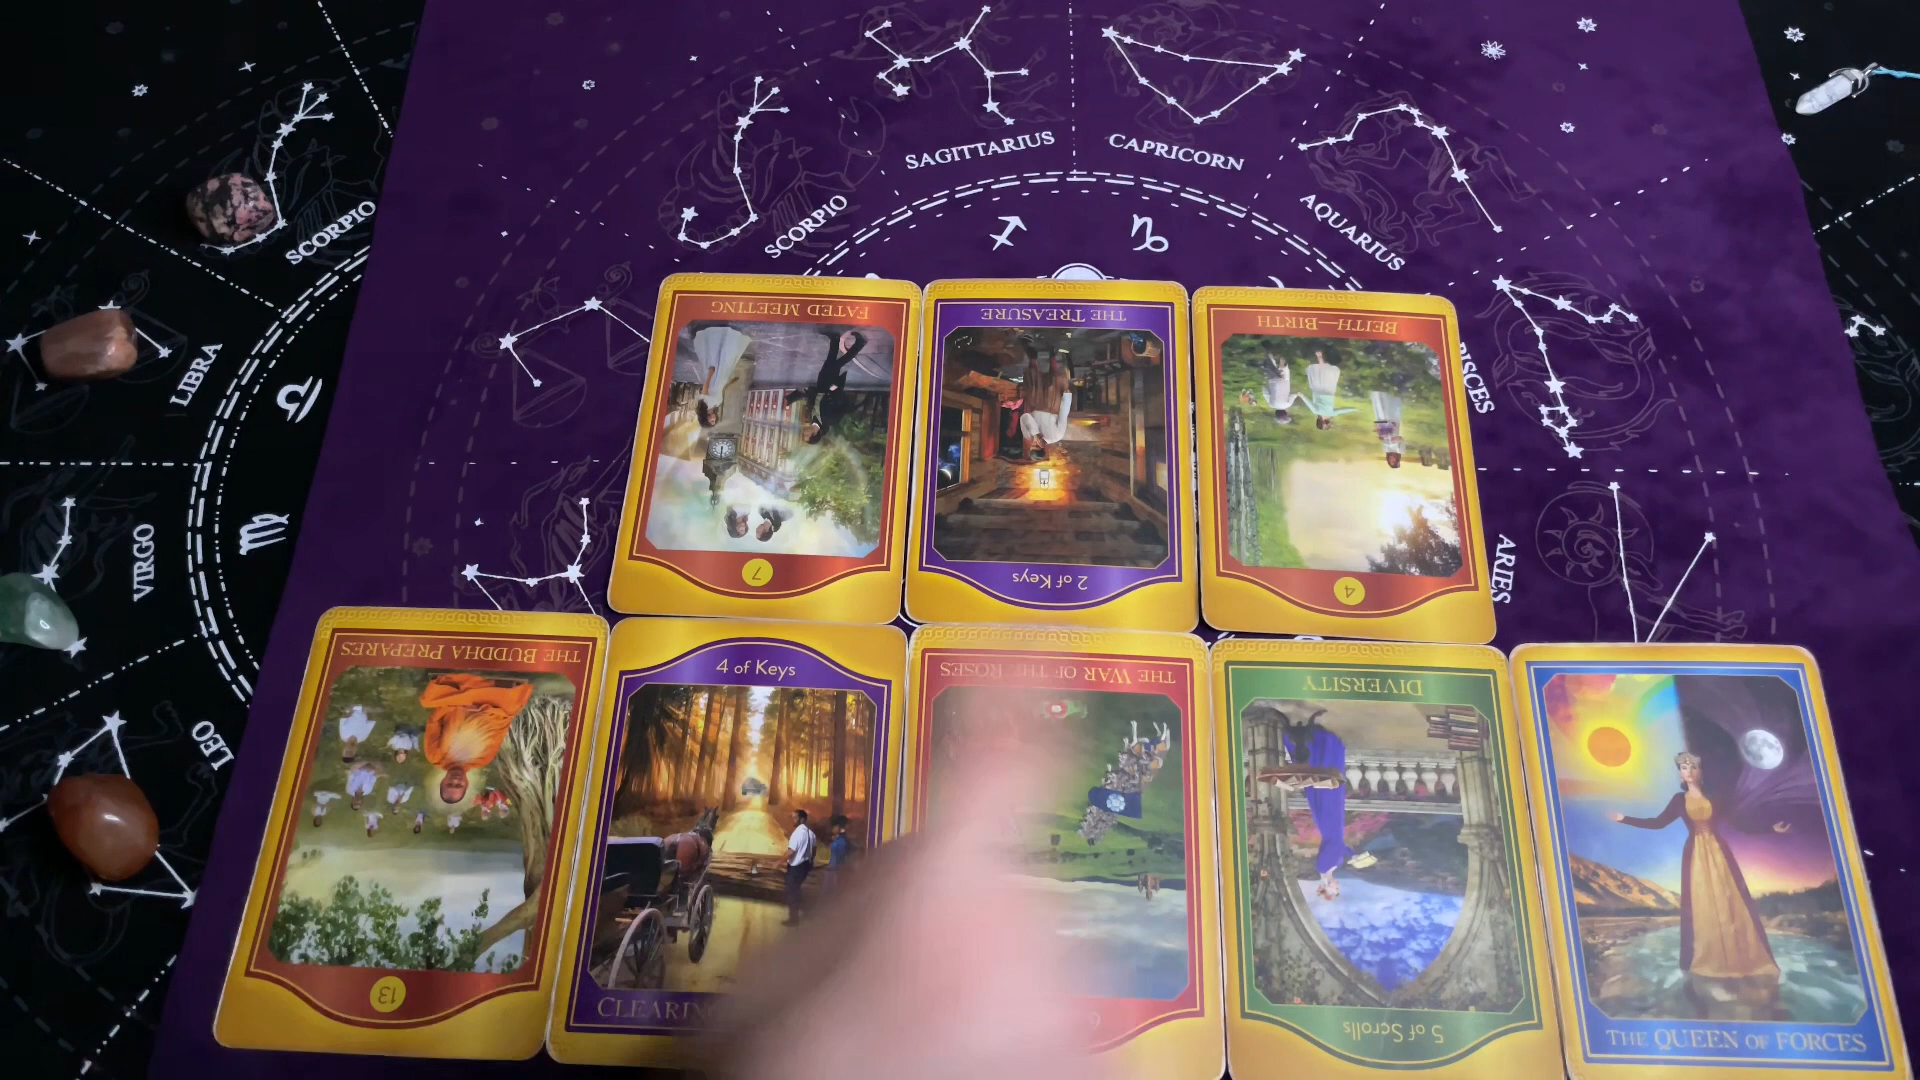 SAGITTARIUS
CAPRICORN
SCORPIO
AQUARIUS
SCORPIO
LIBRA
PISCES
VIRGO
ARIES
LEO
FATED MEETING
7
THE TREASURE
2 of Keys
BEITH—BIRTH
4
THE BUDDHA PREPARES
13
4 of Keys
CLEARIN
THE WAR OF THE ROSES
DIVERSITY
5 of Scrolls
THE QUEEN OF FORCES